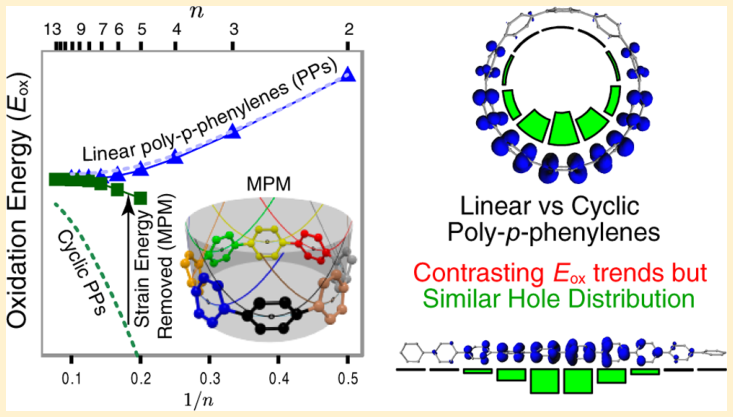 n
13 9 7 6 5 4 3 2
Oxidation Energy (Eox)
Linear poly-p-phenylenes (PPs)
Cyclic PPs
Strain Energy
Removed (MPM)
MPM
0.1 0.2 0.3 0.4 0.5
1/n
Linear vs Cyclic
Poly-p-phenylenes
Contrasting Eox trends but
Similar Hole Distribution